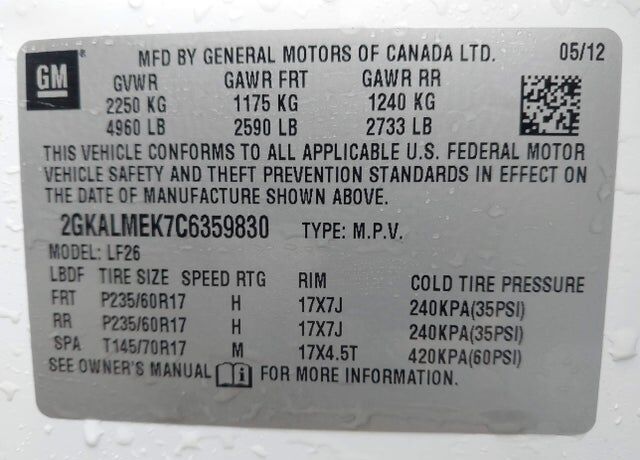 MFD BY GENERAL MOTORS OF CANADA LTD. 05/12
GM
GVWR GAWR FRT GAWR RR
2250 KG 1175 KG 1240 KG
4960 LB 2590 LB 2733 LB
THIS VEHICLE CONFORMS TO ALL APPLICABLE U.S. FEDERAL MOTOR
VEHICLE SAFETY AND THEFT PREVENTION STANDARDS IN EFFECT ON
THE DATE OF MANUFACTURE SHOWN ABOVE.
2GKALMEK7C6359830 TYPE: M.P.V.
MODEL: LF26
LBDF TIRE SIZE SPEED RTG RIM COLD TIRE PRESSURE
FRT P235/60R17 H 17X7J 240KPA(35PSI)
RR P235/60R17 H 17X7J 240KPA(35PSI)
SPA T145/70R17 M 17X4.5T 420KPA(60PSI)
SEE OWNER'S MANUAL i FOR MORE INFORMATION.